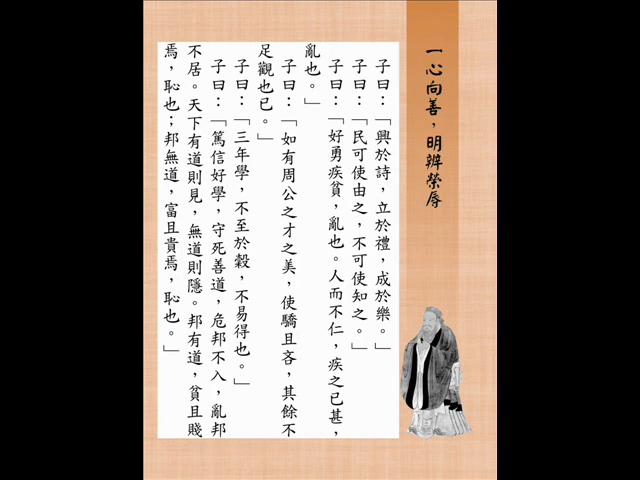 一心向善，明辨榮辱
子曰：「興於詩，立於禮，成於樂。」
子曰：「民可使由之，不可使知之。」
子曰：「好勇疾貧，亂也。人而不仁，疾之已甚，
亂也。」
子曰：「如有周公之才之美，使驕且吝，其餘不
足觀也已。」
子曰：「三年學，不至於穀，不易得也。」
子曰：「篤信好學，守死善道，危邦不入，亂邦
不居。天下有道則見，無道則隱。邦有道，貧且賤
焉，恥也；邦無道，富且貴焉，恥也。」